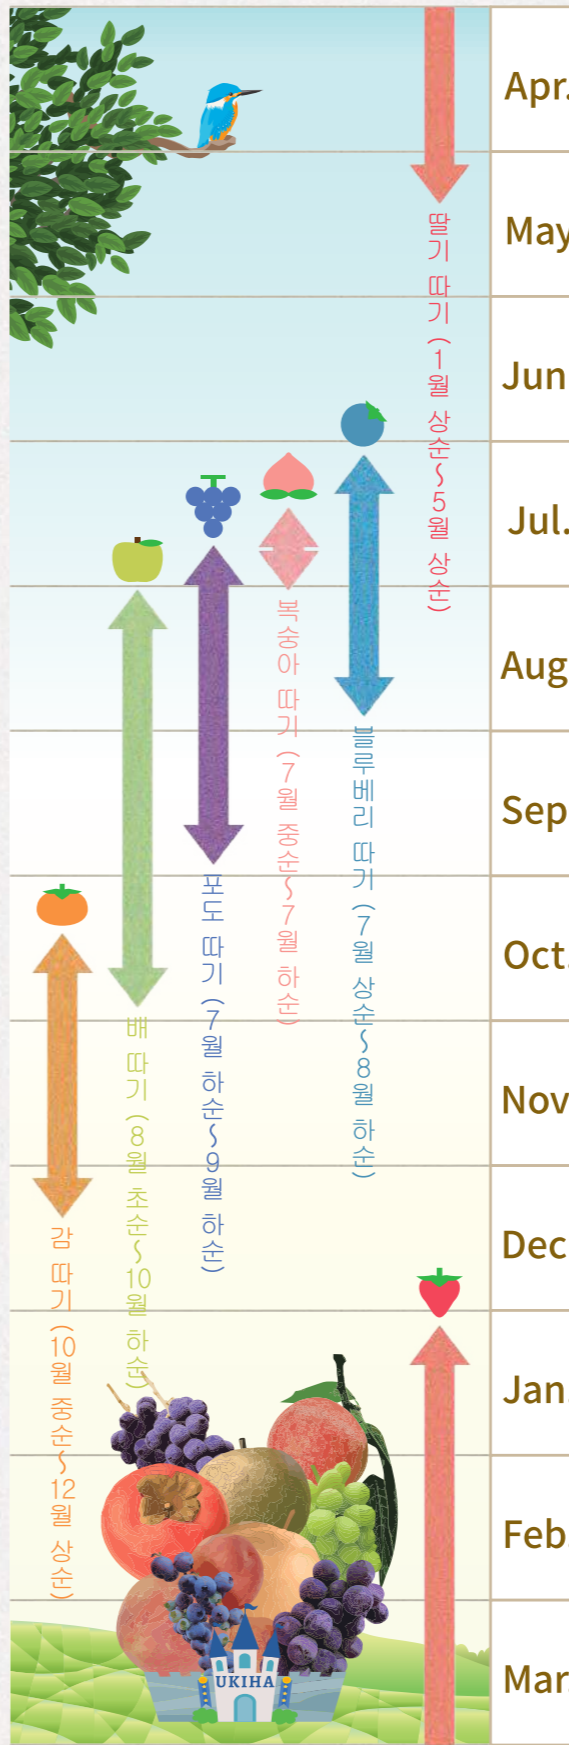 Apr.
May
Jun
Jul.
Aug
Sep
Oct.
Nov
Dec
Jan.
Feb.
Mar.
딸기 따기 (1월 상순~5월 상순)
블루베리 따기 (7월 상순~8월 하순)
복숭아 따기 (7월 중순~7월 하순)
포도 따기 (7월 하순~9월 하순)
배 따기 (8월 초순~10월 하순)
감 따기 (10월 중순~12월 상순)
UKIHA